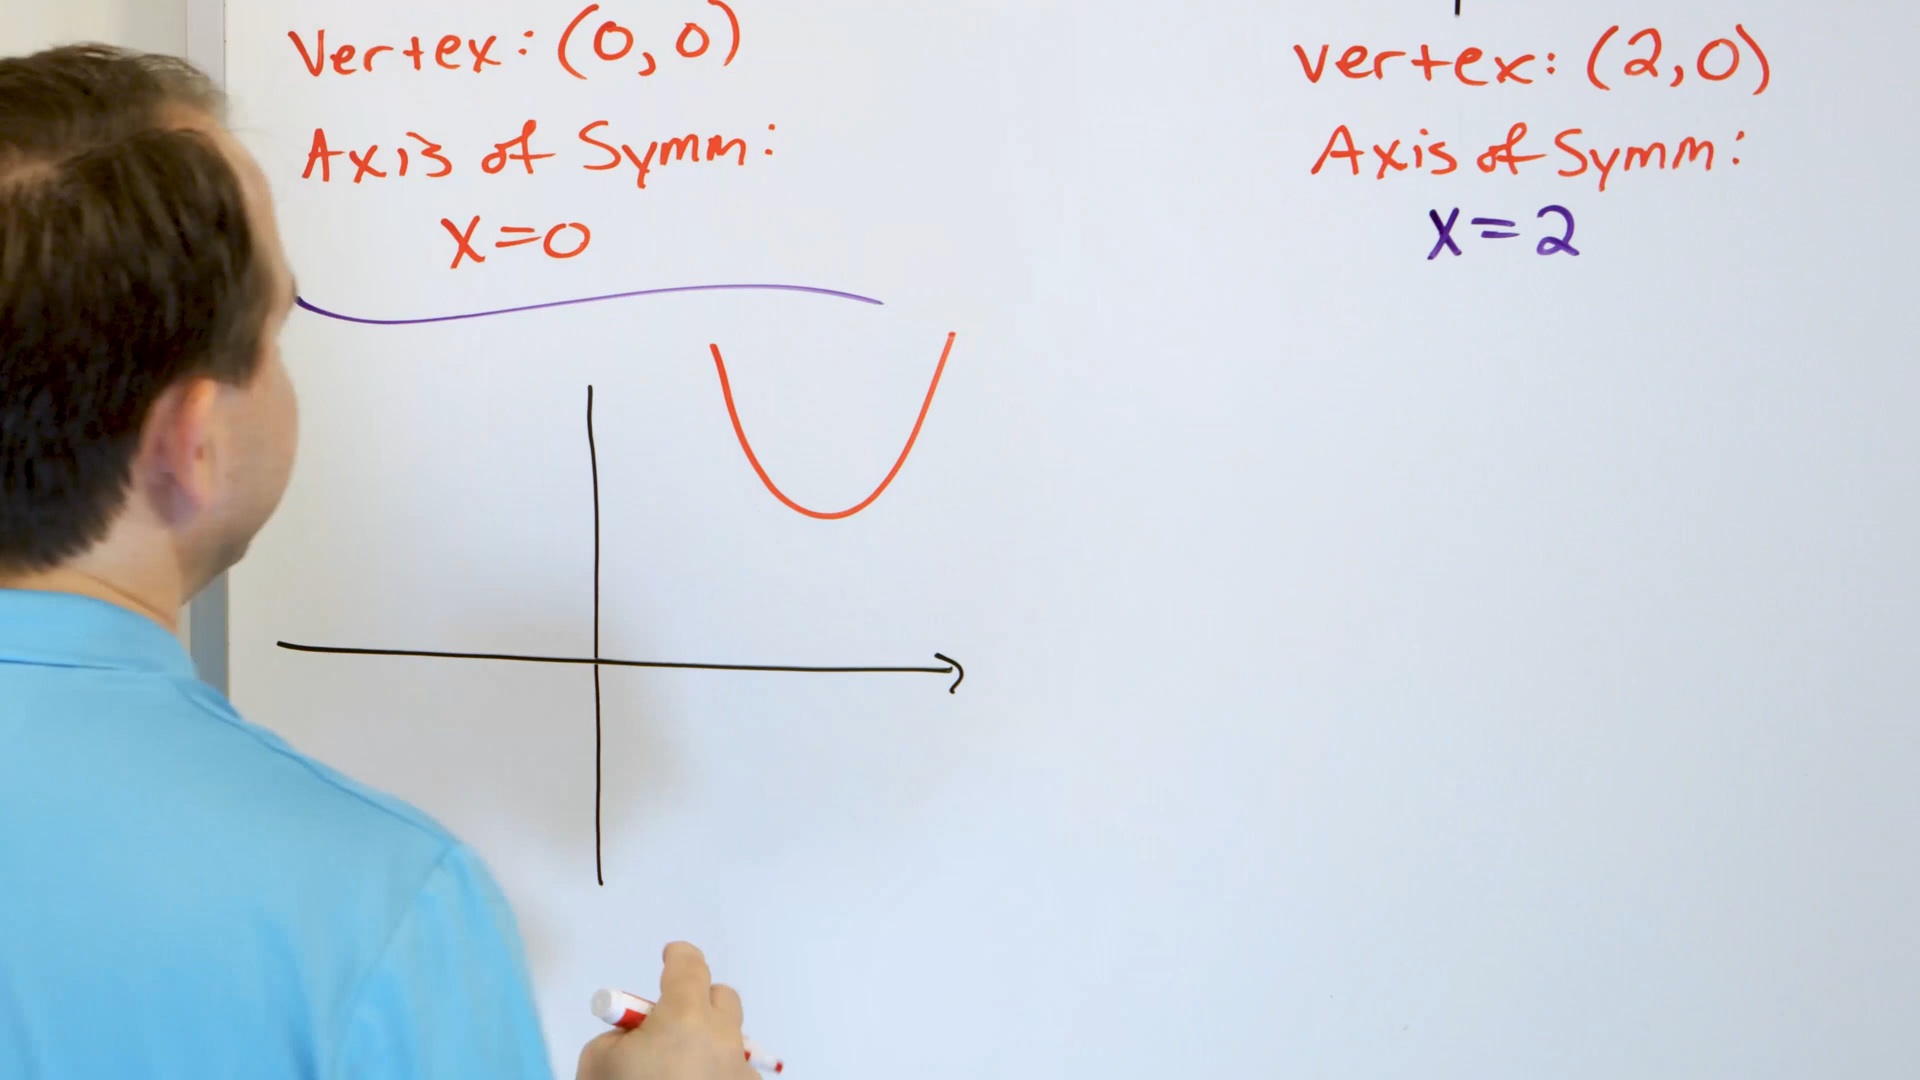 Vertex: (0,0)
Axis of Symm:
x=0
vertex: (2,0)
Axis of Symm:
x=2